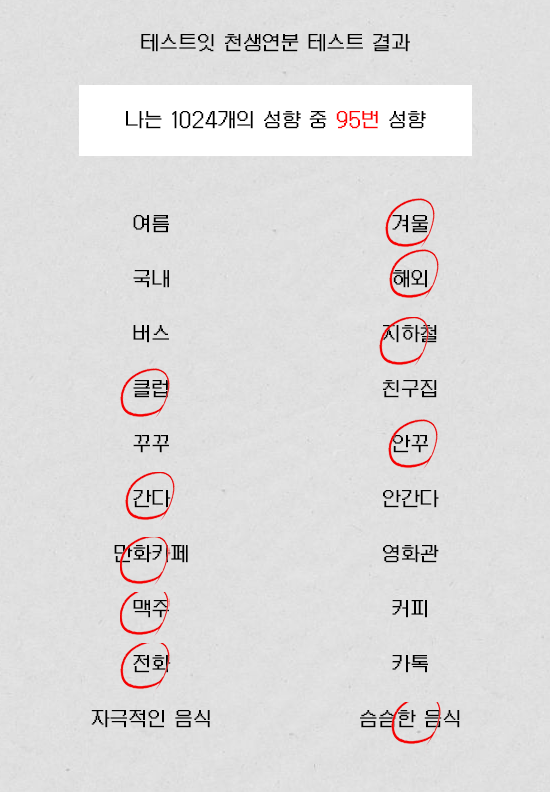 테스트잇 천생연분 테스트 결과
나는 1024개의 성향 중 95번 성향
여름 겨울
국내 해외
버스 지하철
클럽 친구집
꾸꾸 안꾸
간다 안간다
만화카페 영화관
맥주 커피
전화 카톡
자극적인 음식 슴슴한 음식